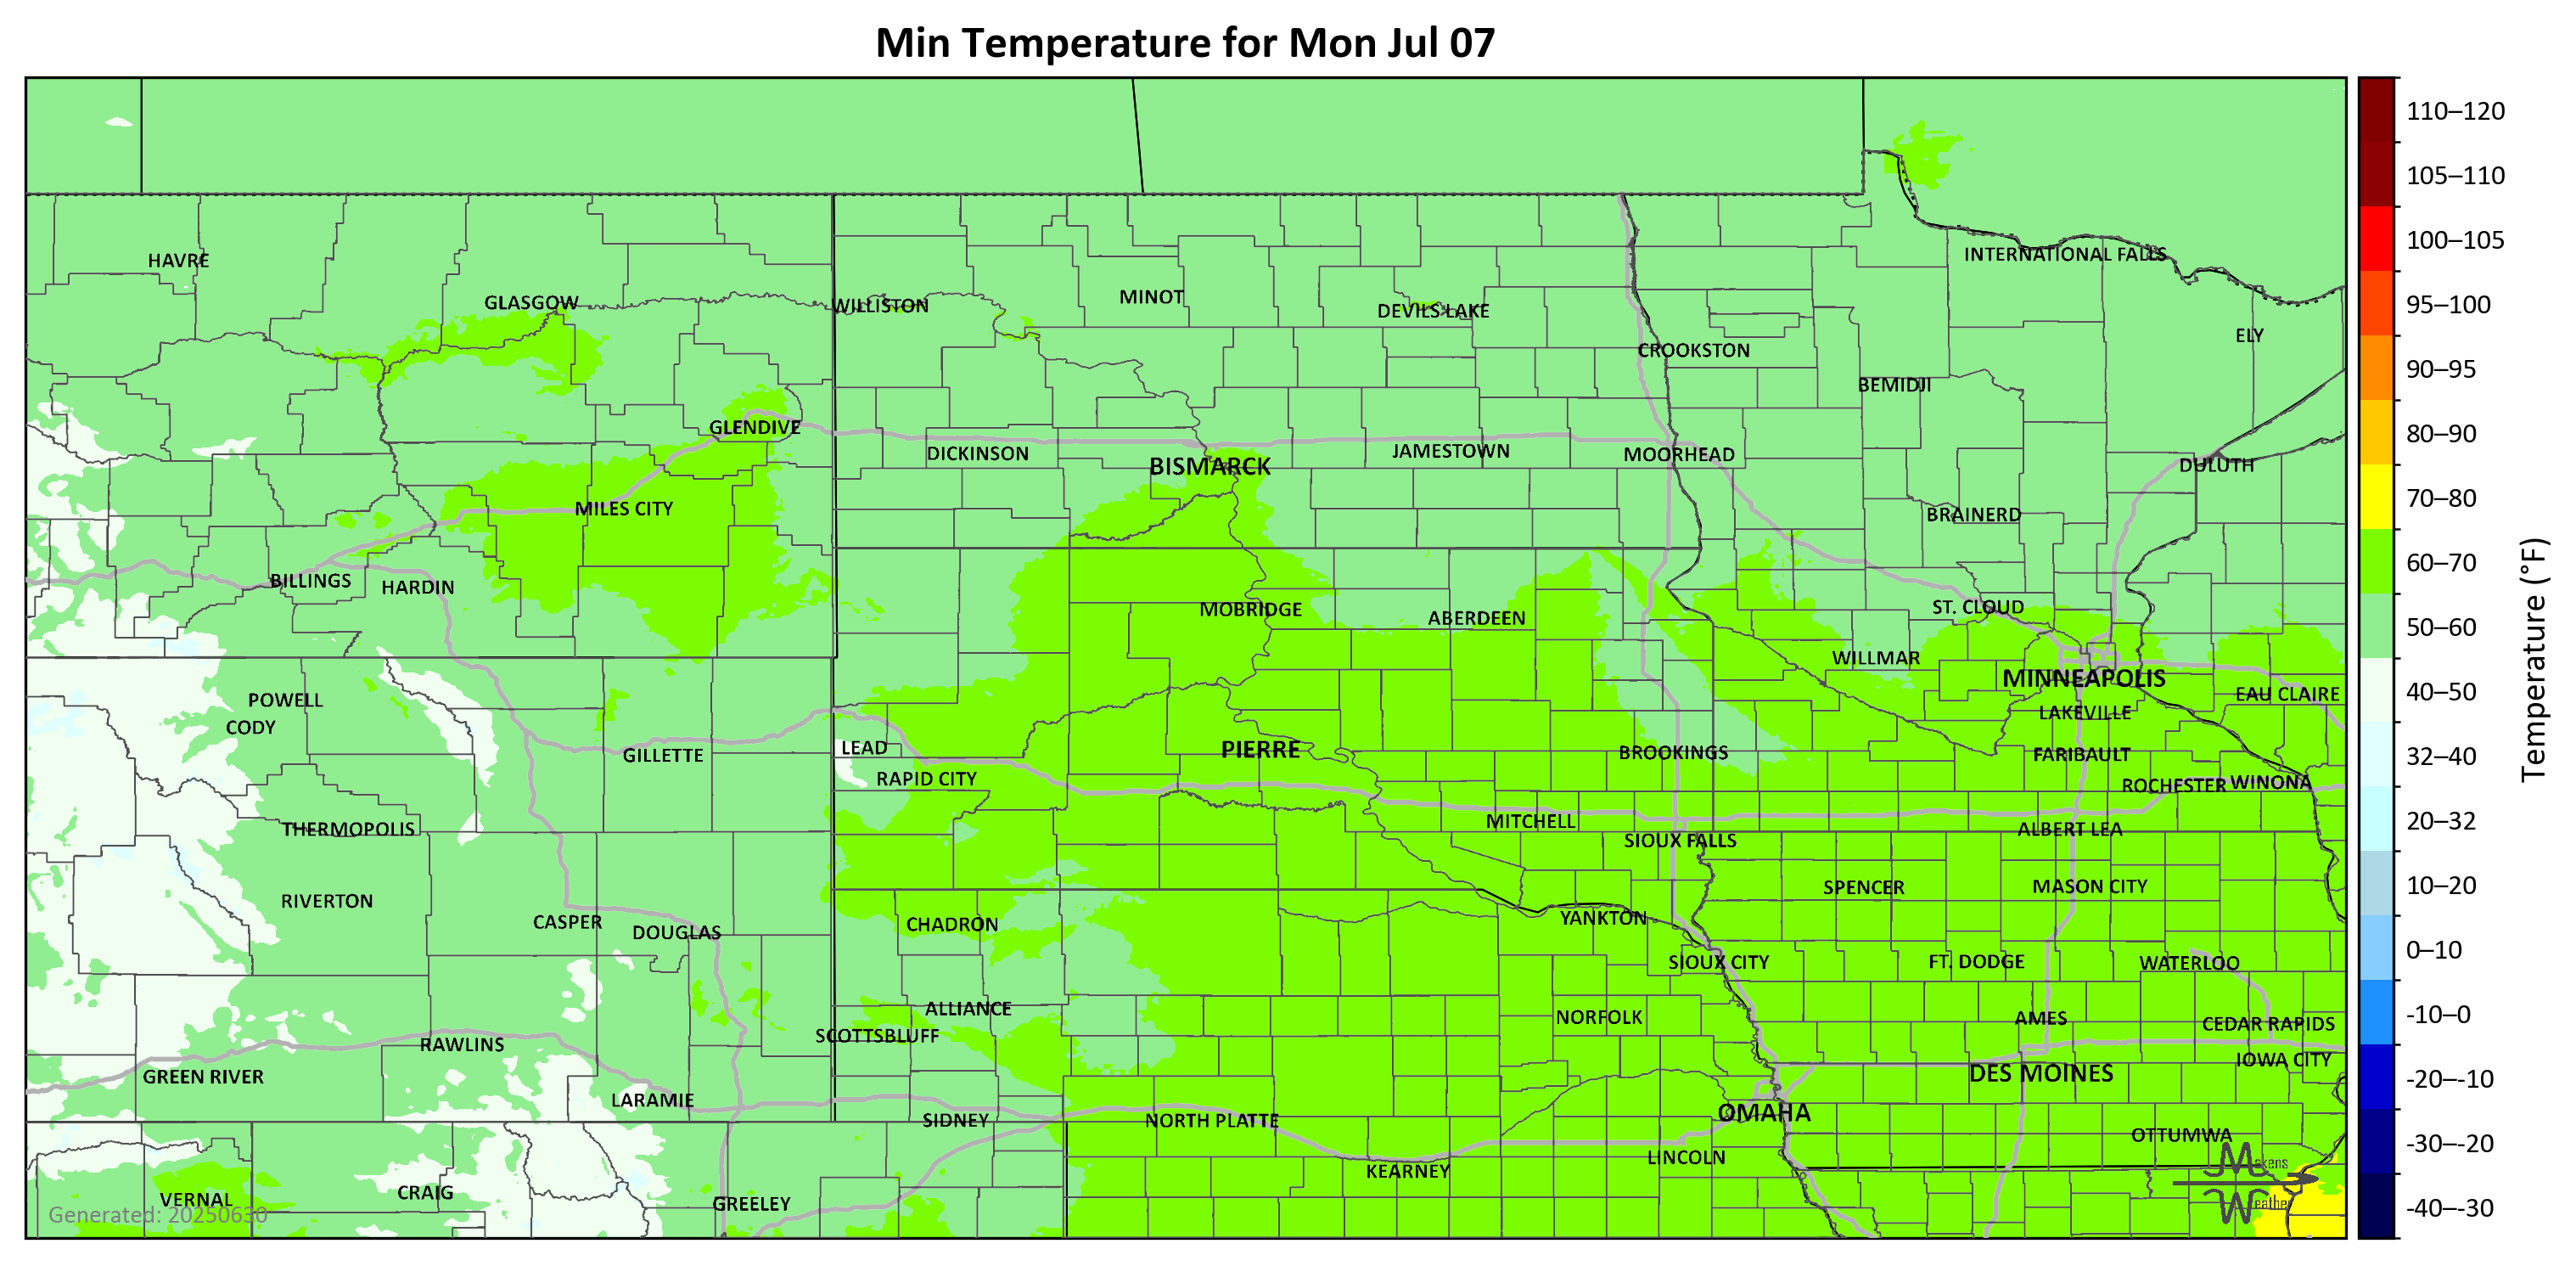 Min Temperature for Mon Jul 07
HAVRE
GLASGOW
WILLISTON
MINOT
DEVILS LAKE
INTERNATIONAL FALLS
ELY
CROOKSTON
BEMIDJI
GLENDIVE
DICKINSON
BISMARCK
JAMESTOWN
MOORHEAD
DULUTH
MILES CITY
BRAINERD
BILLINGS
HARDIN
MOBRIDGE
ABERDEEN
ST. CLOUD
WILLMAR
MINNEAPOLIS
EAU CLAIRE
POWELL
CODY
LAKEVILLE
GILLETTE
LEAD
PIERRE
BROOKINGS
FARIBAULT
RAPID CITY
ROCHESTER
WINONA
THERMOPOLIS
MITCHELL
SIOUX FALLS
ALBERT LEA
RIVERTON
SPENCER
MASON CITY
CASPER
DOUGLAS
CHADRON
YANKTON
SIOUX CITY
FT. DODGE
WATERLOO
ALLIANCE
NORFOLK
AMES
CEDAR RAPIDS
SCOTTSBLUFF
RAWLINS
IOWA CITY
GREEN RIVER
DES MOINES
LARAMIE
SIDNEY
NORTH PLATTE
OMAHA
OTTUMWA
LINCOLN
KEARNEY
VERNAL
CRAIG
GREELEY
Generated: 20250630
Makens
Weather
110–120
105–110
100–105
95–100
90–95
80–90
70–80
60–70
50–60
40–50
32–40
20–32
10–20
0–10
-10–0
-20–-10
-30–-20
-40–-30
Temperature (°F)